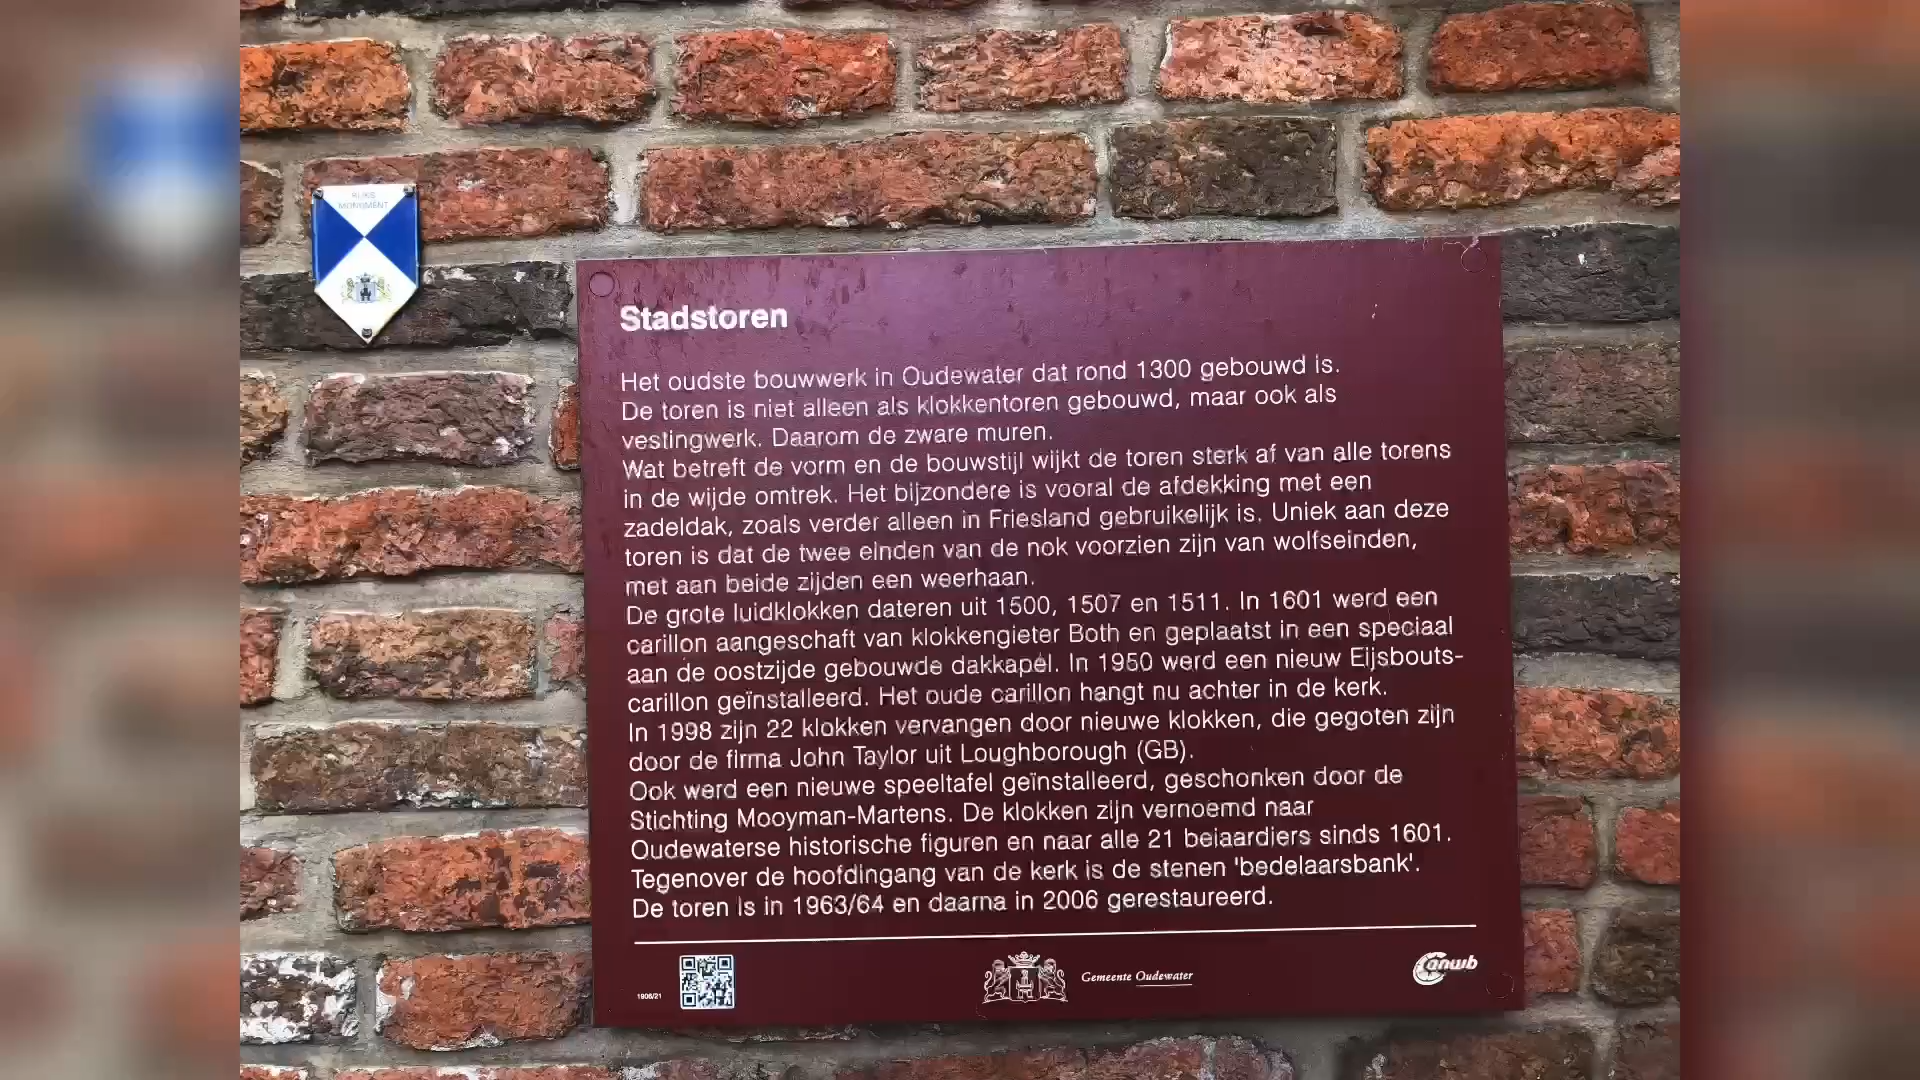 RIJKS
MONUMENT
Stadstoren
Het oudste bouwwerk in Oudewater dat rond 1300 gebouwd is.
De toren is niet alleen als klokkentoren gebouwd, maar ook als
vestingwerk. Daarom de zware muren.
Wat betreft de vorm en de bouwstijl wijkt de toren sterk af van alle torens
in de wijde omtrek. Het bijzondere is vooral de afdekking met een
zadeldak, zoals verder alleen in Friesland gebruikelijk is. Uniek aan deze
toren is dat de twee einden van de nok voorzien zijn van wolfseinden,
met aan beide zijden een weerhaan.
De grote luidklokken dateren uit 1500, 1507 en 1511. In 1601 werd een
carillon aangeschaft van klokkengieter Both en geplaatst in een speciaal
aan de oostzijde gebouwde dakkapel. In 1950 werd een nieuw Eijsbouts-
carillon geïnstalleerd. Het oude carillon hangt nu achter in de kerk.
In 1998 zijn 22 klokken vervangen door nieuwe klokken, die gegoten zijn
door de firma John Taylor uit Loughborough (GB).
Ook werd een nieuwe speeltafel geïnstalleerd, geschonken door de
Stichting Mooyman-Martens. De klokken zijn vernoemd naar
Oudewaterse historische figuren en naar alle 21 beiaardiers sinds 1601.
Tegenover de hoofdingang van de kerk is de stenen 'bedelaarsbank'.
De toren is in 1963/64 en daarna in 2006 gerestaureerd.
1906/21
Gemeente Oudewater
anwb